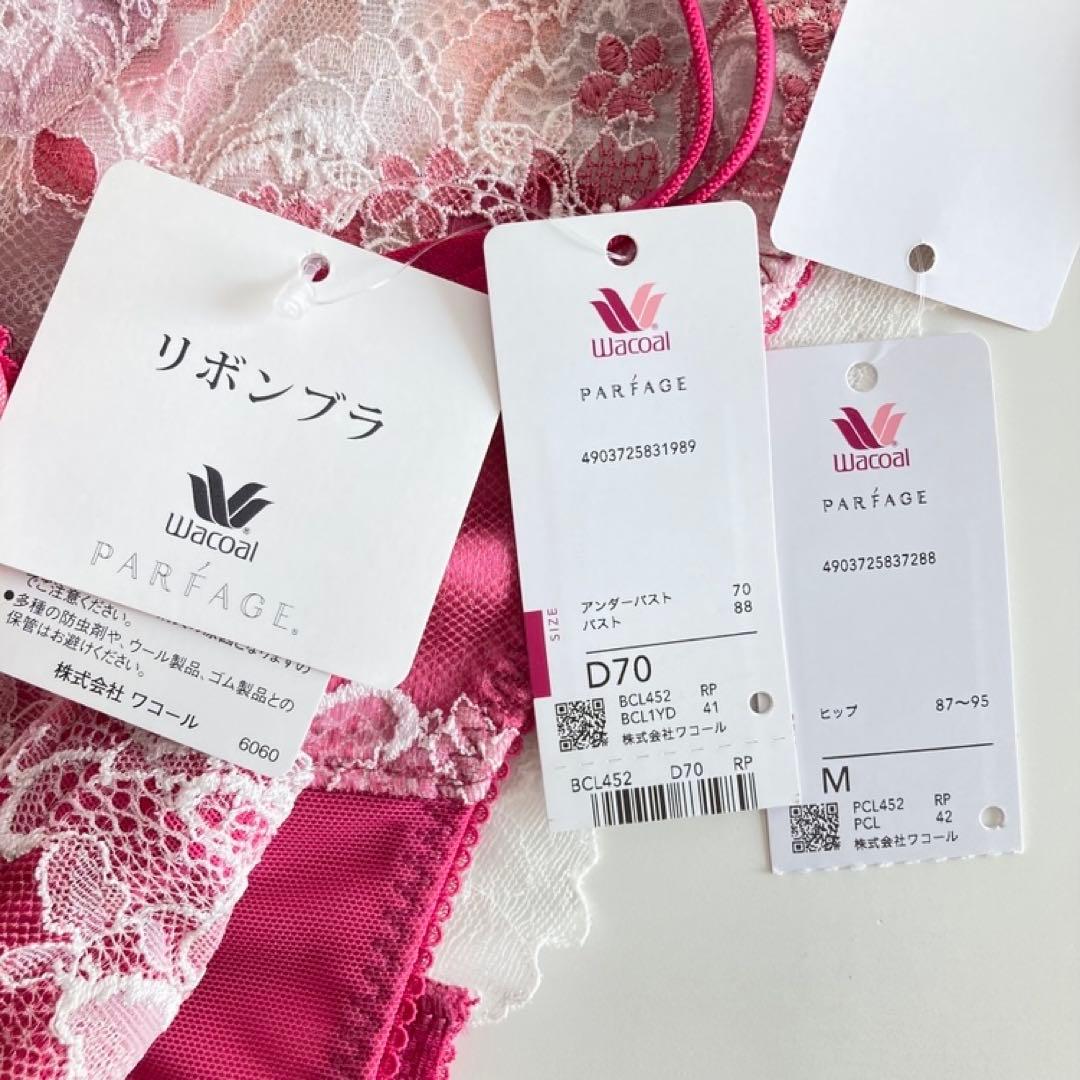 リボンブラ
Wacoal
PARFAGE
でご注意ください。
●多種の防虫剤や、ウール製品、ゴム製品との
保管はお避けください。
株式会社 ワコール
6060
Wacoal
PARFAGE
4903725831989
SIZE
アンダーバスト 70
バスト 88
D70
BCL452 RP
BCL1YD 41
株式会社ワコール
BCL452 D70 RP
Wacoal
PARFAGE
4903725837288
ヒップ 87〜95
M
PCL452 RP
PCL 42
株式会社ワコール